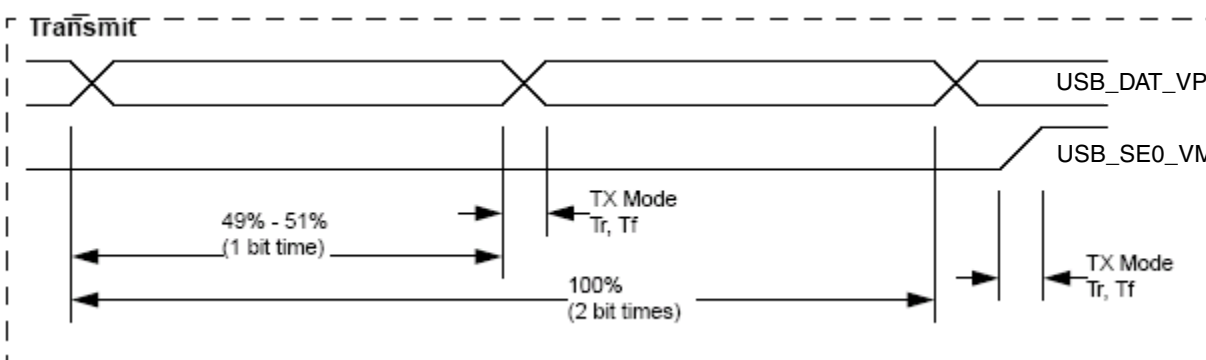 Transmit
USB_DAT_VP
USB_SE0_VM
TX Mode
Tr, Tf
49% - 51%
(1 bit time)
100%
(2 bit times)
TX Mode
Tr, Tf